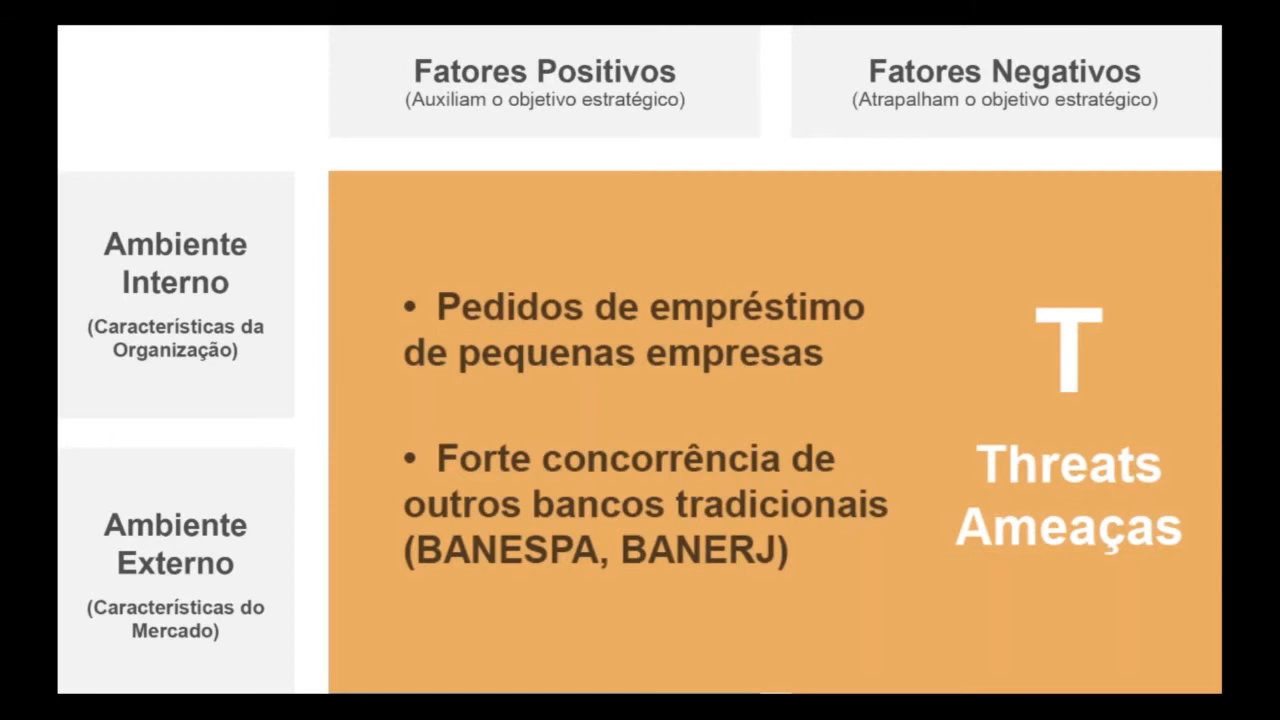 Fatores Positivos
(Auxiliam o objetivo estratégico)
Fatores Negativos
(Atrapalham o objetivo estratégico)
Ambiente
Interno
(Características da
Organização)
• Pedidos de empréstimo
de pequenas empresas
• Forte concorrência de
outros bancos tradicionais
(BANESPA, BANERJ)
T
Threats
Ameaças
Ambiente
Externo
(Características do
Mercado)